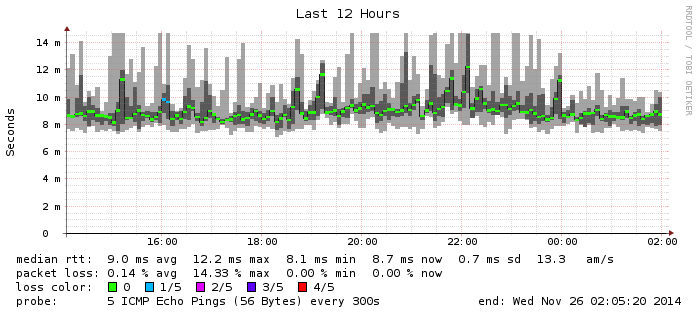 Last 12 Hours
RRDTOOL / TOBI OETIKER
Seconds
14 m
12 m
10 m
8 m
6 m
4 m
2 m
0
16:00 18:00 20:00 22:00 00:00 02:00
median rtt: 9.0 ms avg 12.2 ms max 8.1 ms min 8.7 ms now 0.7 ms sd 13.3 am/s
packet loss: 0.14 % avg 14.33 % max 0.00 % min 0.00 % now
loss color: 0 1/5 2/5 3/5 4/5
probe: 5 ICMP Echo Pings (56 Bytes) every 300s end: Wed Nov 26 02:05:20 2014